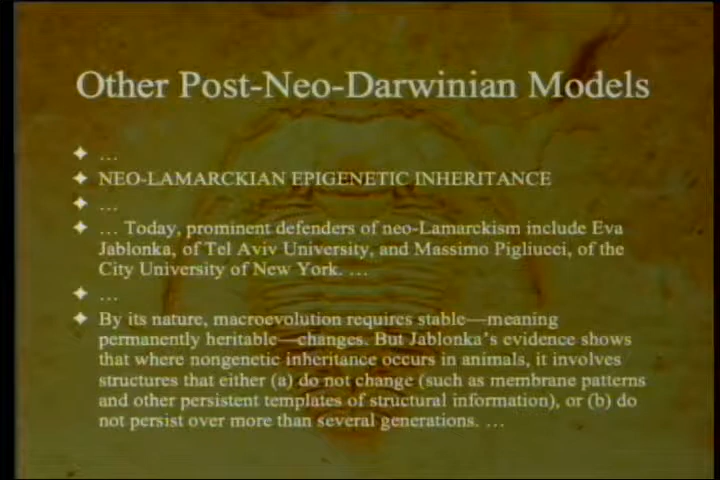 Other Post-Neo-Darwinian Models
…
NEO-LAMARCKIAN EPIGENETIC INHERITANCE
…
… Today, prominent defenders of neo-Lamarckism include Eva
Jablonka, of Tel Aviv University, and Massimo Pigliucci, of the
City University of New York. …
…
By its nature, macroevolution requires stable—meaning
permanently heritable—changes. But Jablonka's evidence shows
that where nongenetic inheritance occurs in animals, it involves
structures that either (a) do not change (such as membrane patterns
and other persistent templates of structural information), or (b) do
not persist over more than several generations. …